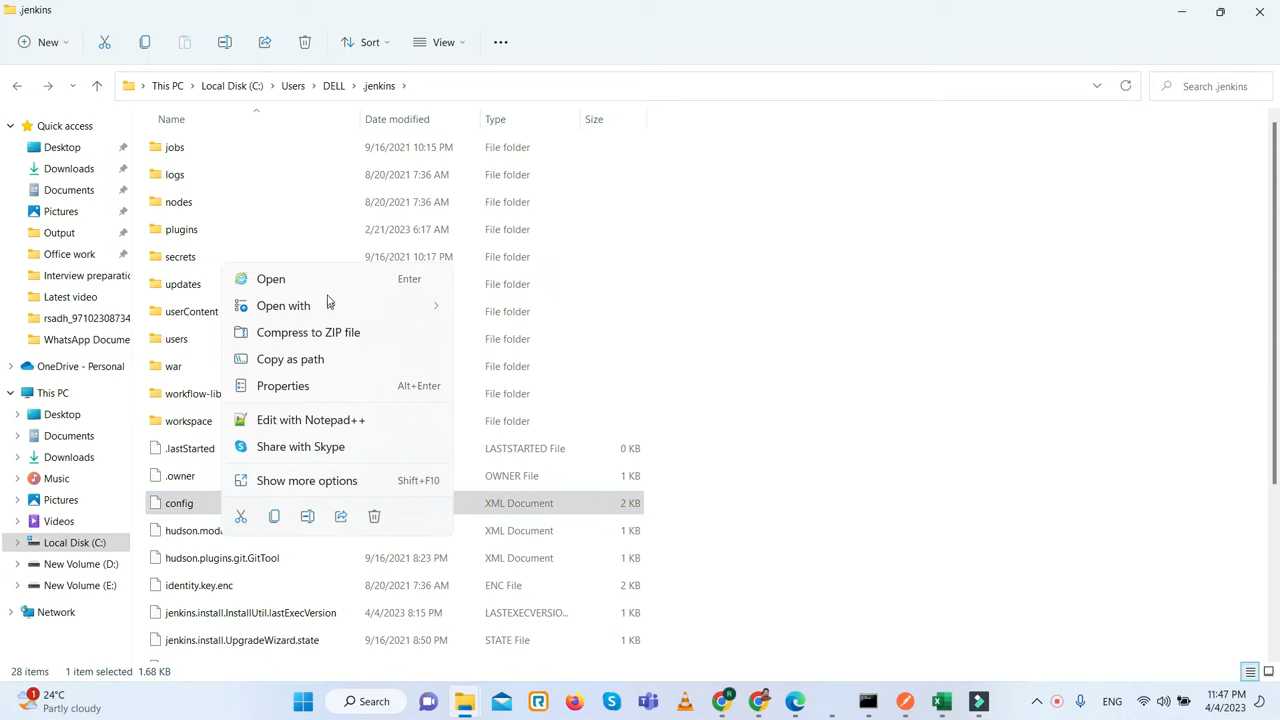 .jenkins
New
Sort
View
This PC
Local Disk (C:)
Users
DELL
.jenkins
Search .jenkins
Name
Date modified
Type
Size
Quick access
Desktop
Downloads
Documents
Pictures
Output
Office work
Interview preparatic
Latest video
rsadh_97102308734
WhatsApp Docume
OneDrive - Personal
This PC
Desktop
Documents
Downloads
Music
Pictures
Videos
Local Disk (C:)
New Volume (D:)
New Volume (E:)
Network
jobs 9/16/2021 10:15 PM File folder
logs 8/20/2021 7:36 AM File folder
nodes 8/20/2021 7:36 AM File folder
plugins 2/21/2023 6:17 AM File folder
secrets 9/16/2021 10:17 PM File folder
updates File folder
userContent File folder
users File folder
war File folder
workflow-lib File folder
workspace File folder
.lastStarted LASTSTARTED File 0 KB
.owner OWNER File 1 KB
config XML Document 2 KB
hudson.mod XML Document 1 KB
hudson.plugins.git.GitTool 9/16/2021 8:23 PM XML Document 1 KB
identity.key.enc 8/20/2021 7:36 AM ENC File 2 KB
jenkins.install.InstallUtil.lastExecVersion 4/4/2023 8:15 PM LASTEXECVERSIO... 1 KB
jenkins.install.UpgradeWizard.state 9/16/2021 8:50 PM STATE File 1 KB
Open Enter
Open with
Compress to ZIP file
Copy as path
Properties Alt+Enter
Edit with Notepad++
Share with Skype
Show more options Shift+F10
28 items 1 item selected 1.68 KB
1
24°C
Partly cloudy
Search
R
ENG
11:47 PM
4/4/2023